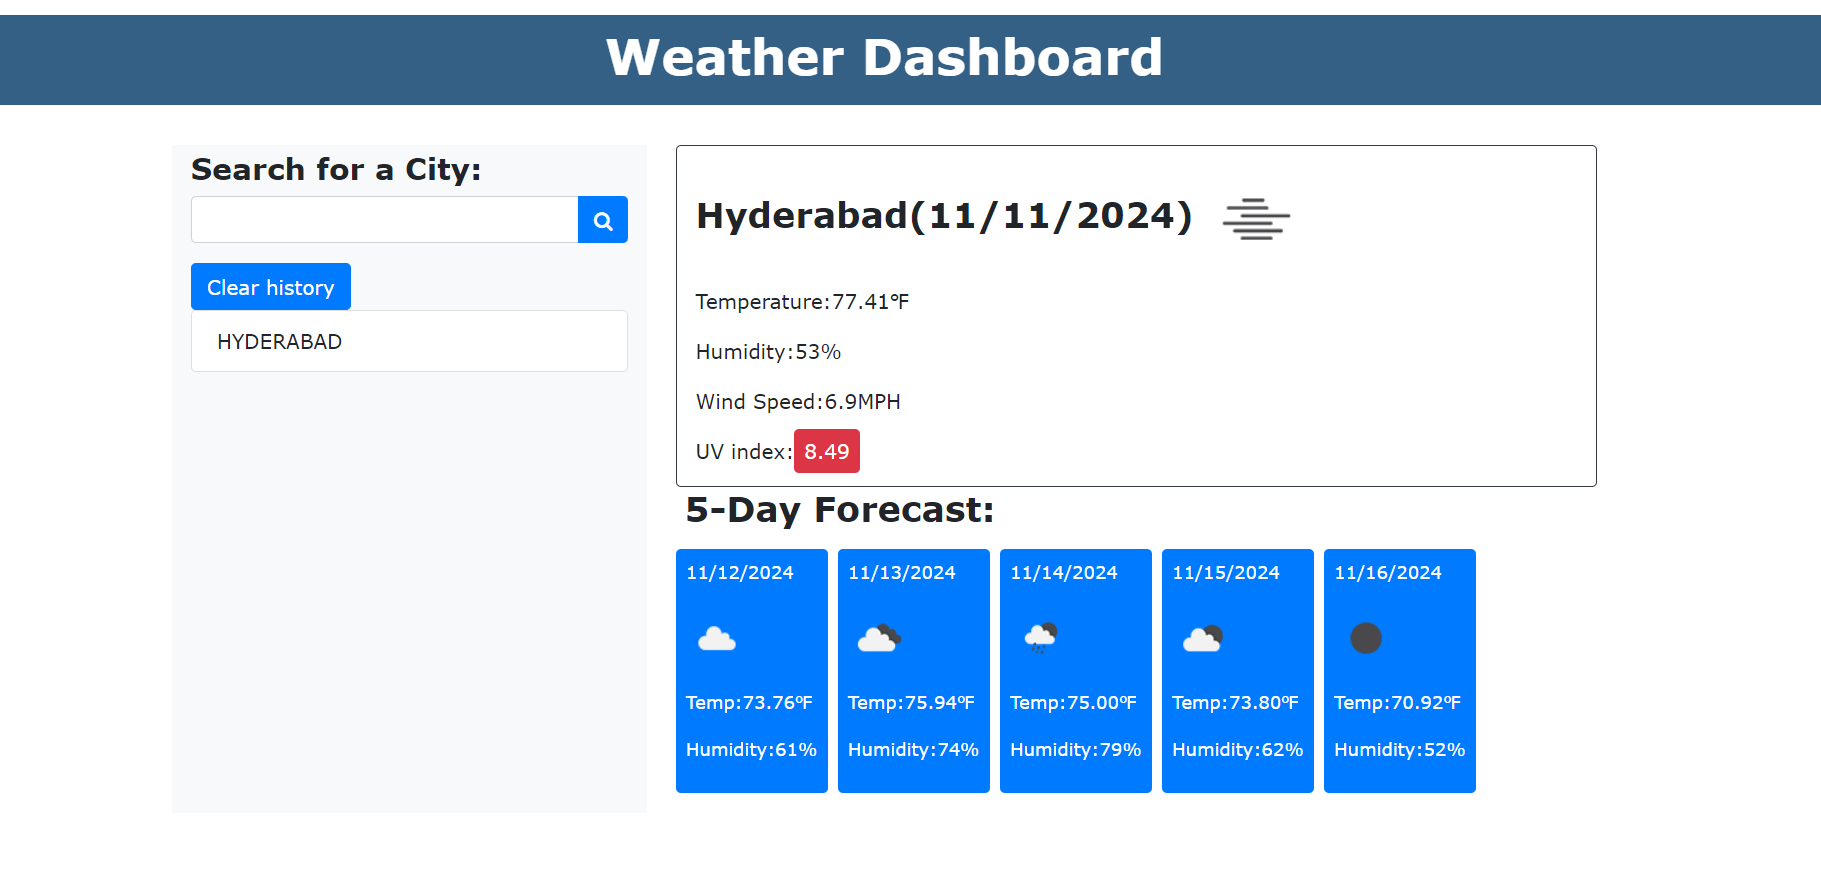 Weather Dashboard
Search for a City:
Clear history
HYDERABAD
Hyderabad(11/11/2024)
Temperature:77.41°F
Humidity:53%
Wind Speed:6.9MPH
UV index:8.49
5-Day Forecast:
11/12/2024
Temp:73.76°F
Humidity:61%
11/13/2024
Temp:75.94°F
Humidity:74%
11/14/2024
Temp:75.00°F
Humidity:79%
11/15/2024
Temp:73.80°F
Humidity:62%
11/16/2024
Temp:70.92°F
Humidity:52%